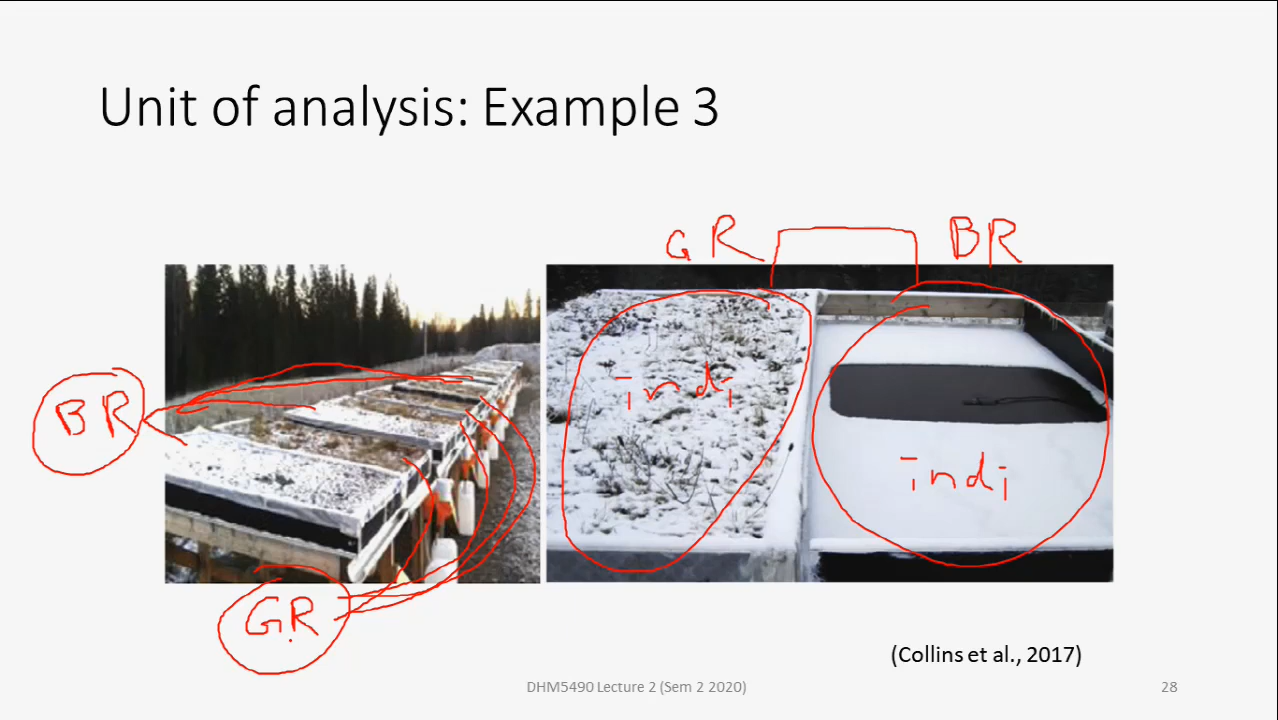 Unit of analysis: Example 3
GR
BR
indi
indi
BR
GR
(Collins et al., 2017)
DHM5490 Lecture 2 (Sem 2 2020)
28